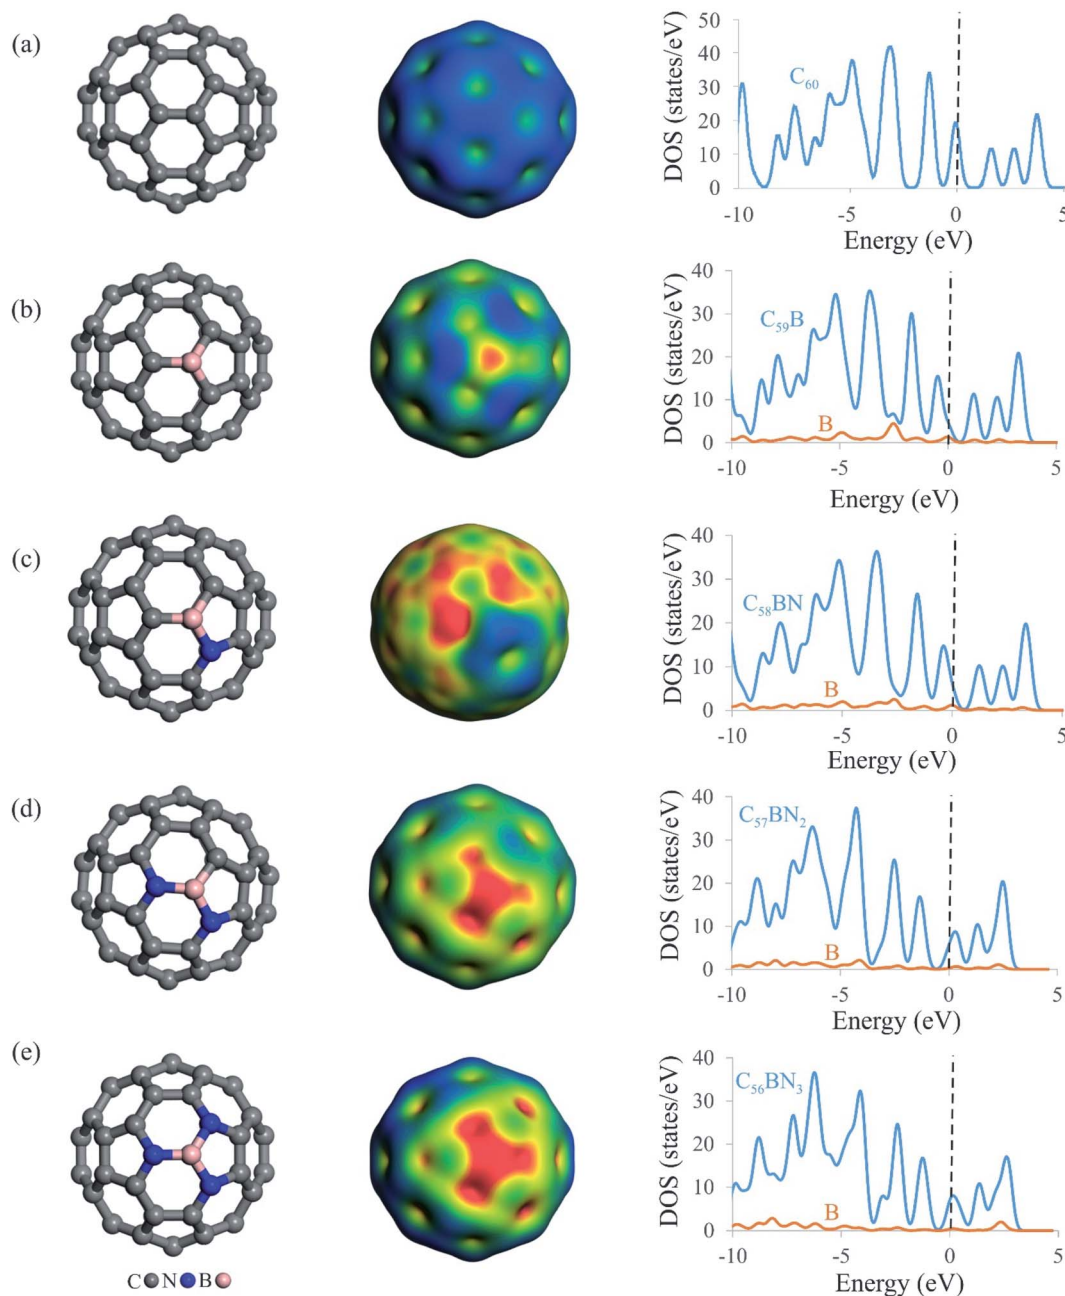 (a)
DOS (states/eV)
50
40
30
20
10
0
C₆₀
-10
-5
0
5
Energy (eV)
(b)
DOS (states/eV)
40
30
20
10
0
C₅₉B
B
-10
-5
0
5
Energy (eV)
(c)
DOS (states/eV)
40
30
20
10
0
C₅₈BN
B
-10
-5
0
5
Energy (eV)
(d)
DOS (states/eV)
40
30
20
10
0
C₅₇BN₂
B
-10
-5
0
5
Energy (eV)
(e)
DOS (states/eV)
40
30
20
10
0
C₅₆BN₃
B
-10
-5
0
5
Energy (eV)
C N B